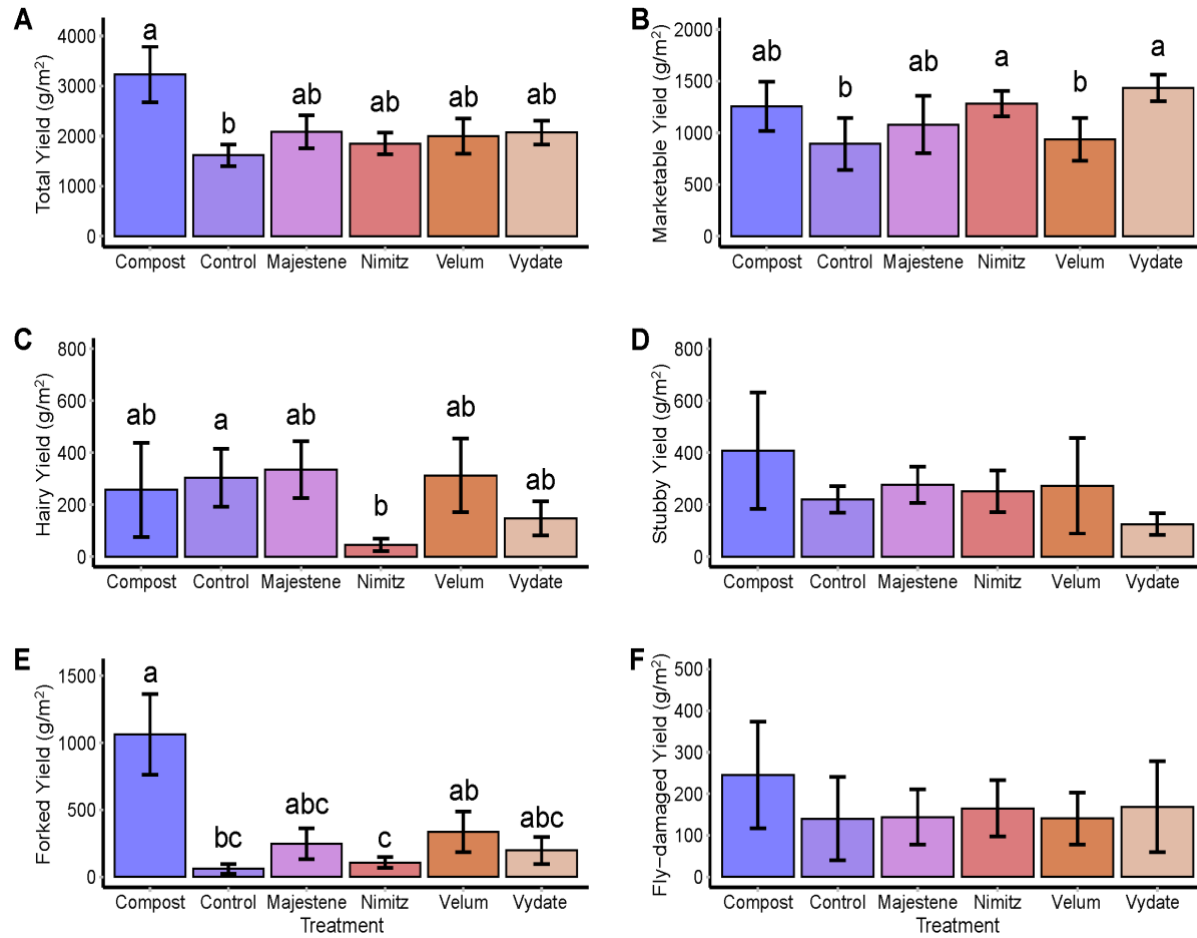 A
Total Yield (g/m²)
4000
3000
2000
1000
0
a
b
ab
ab
ab
ab
Compost Control Majestene Nimitz Velum Vydate
B
Marketable Yield (g/m²)
2000
1500
1000
500
0
ab
b
ab
a
b
a
Compost Control Majestene Nimitz Velum Vydate
C
Hairy Yield (g/m²)
800
600
400
200
0
ab
a
ab
b
ab
ab
Compost Control Majestene Nimitz Velum Vydate
D
Stubby Yield (g/m²)
800
600
400
200
0
Compost Control Majestene Nimitz Velum Vydate
E
Forked Yield (g/m²)
1500
1000
500
0
a
bc
abc
c
ab
abc
Compost Control Majestene Nimitz Velum Vydate
Treatment
F
Fly−damaged Yield (g/m²)
500
400
300
200
100
0
Compost Control Majestene Nimitz Velum Vydate
Treatment